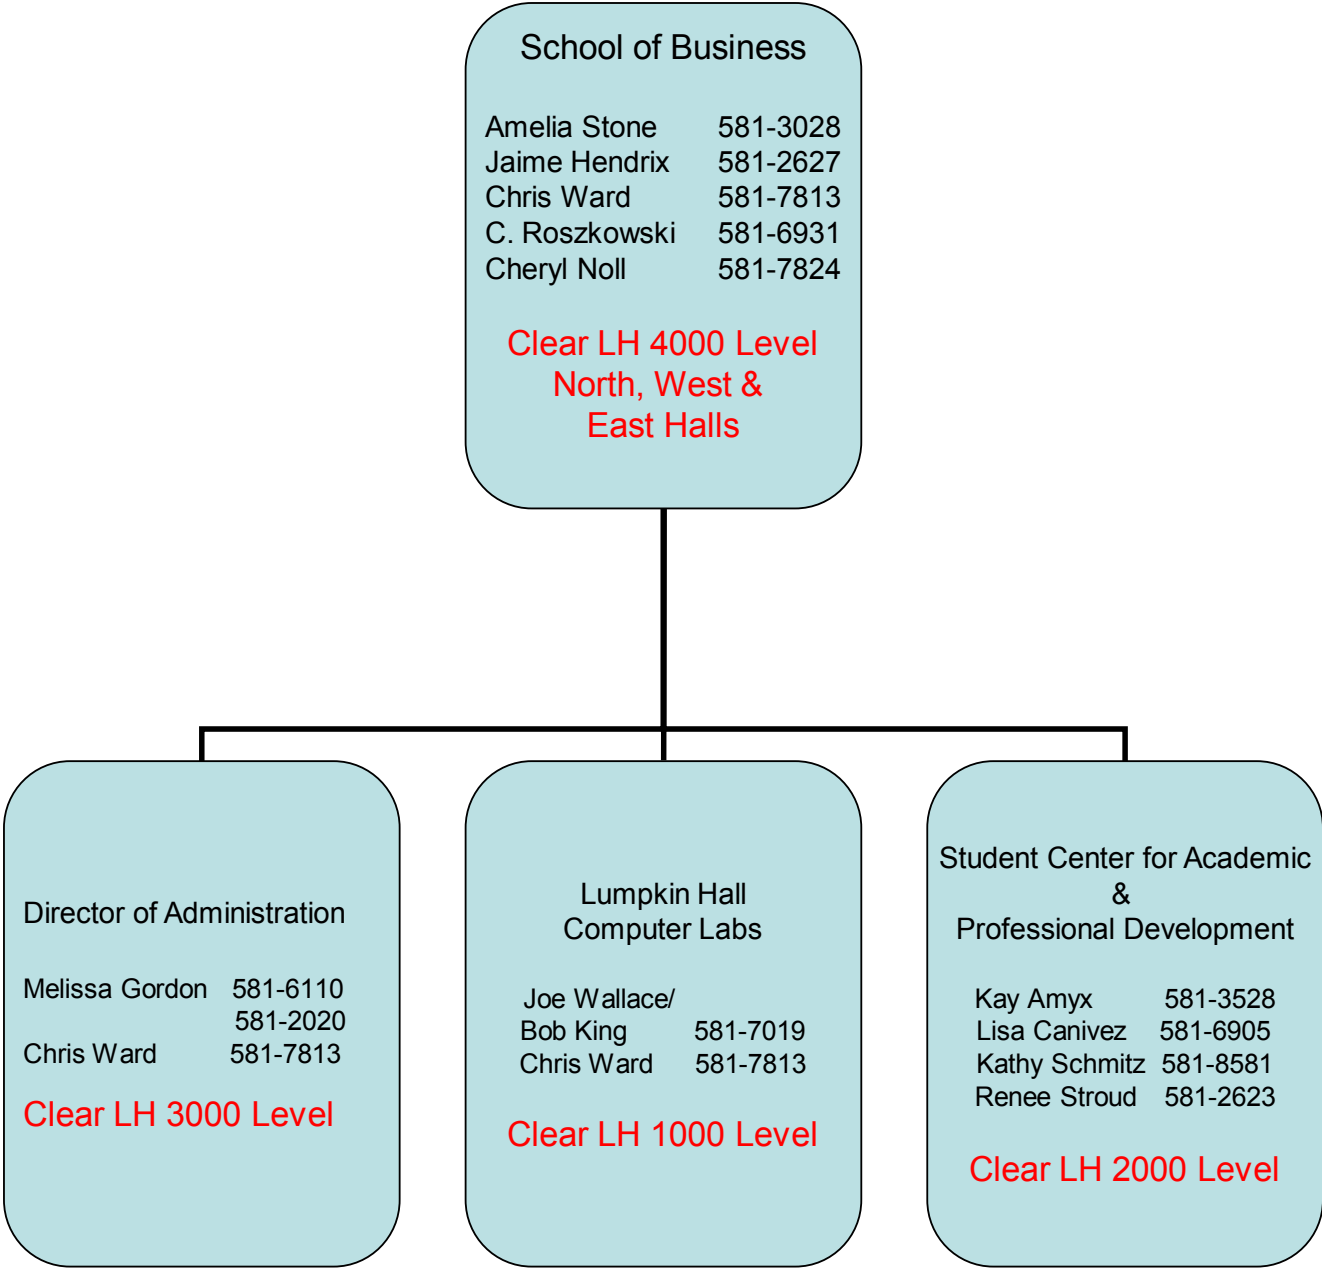 School of Business
Amelia Stone 581-3028
Jaime Hendrix 581-2627
Chris Ward 581-7813
C. Roszkowski 581-6931
Cheryl Noll 581-7824
Clear LH 4000 Level
North, West &
East Halls
Director of Administration
Melissa Gordon 581-6110
581-2020
Chris Ward 581-7813
Clear LH 3000 Level
Lumpkin Hall
Computer Labs
Joe Wallace/
Bob King 581-7019
Chris Ward 581-7813
Clear LH 1000 Level
Student Center for Academic
&
Professional Development
Kay Amyx 581-3528
Lisa Canivez 581-6905
Kathy Schmitz 581-8581
Renee Stroud 581-2623
Clear LH 2000 Level